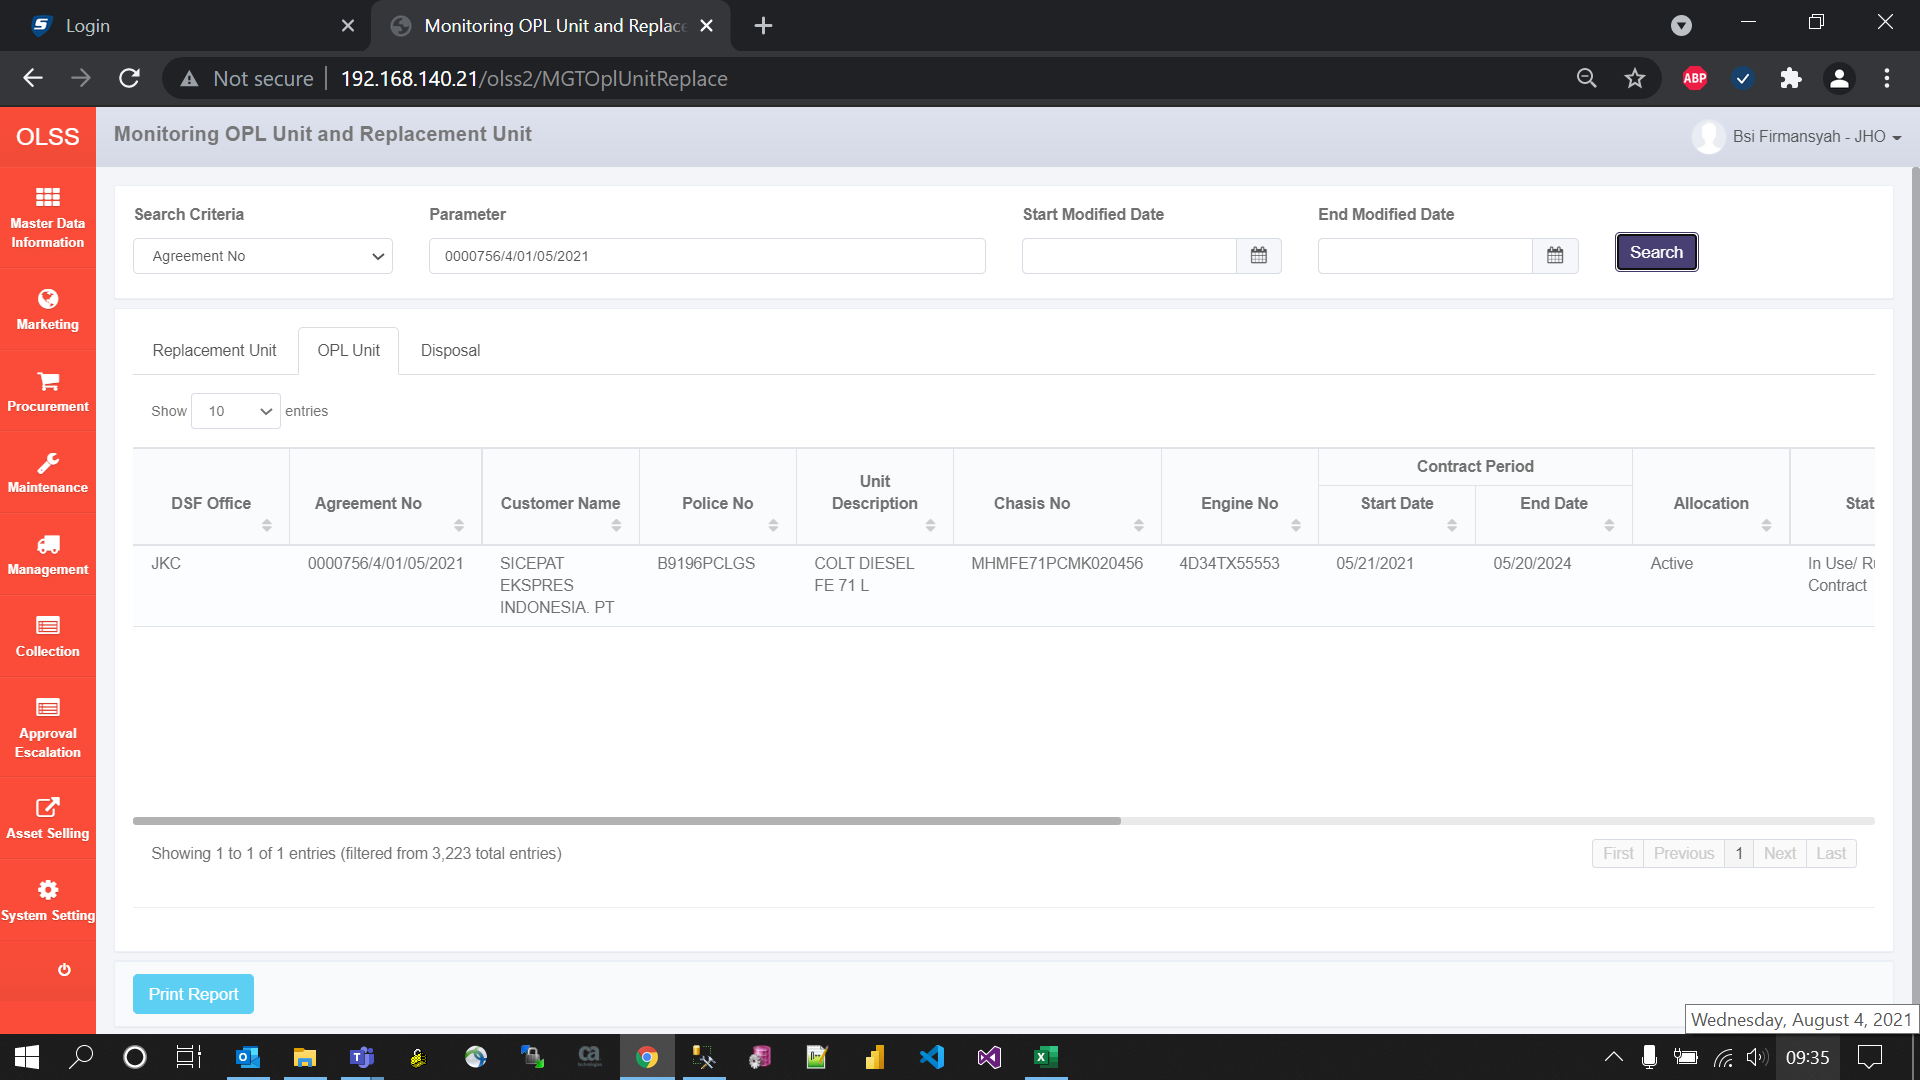 Login
Monitoring OPL Unit and Replace
Not secure
192.168.140.21/olss2/MGTOplUnitReplace
ABP
OLSS
Monitoring OPL Unit and Replacement Unit
Bsi Firmansyah - JHO
Master Data
Information
Marketing
Procurement
Maintenance
Management
Collection
Approval
Escalation
Asset Selling
System Setting
Search Criteria
Parameter
Start Modified Date
End Modified Date
Agreement No
0000756/4/01/05/2021
Search
Replacement Unit
OPL Unit
Disposal
Show 10 entries
DSF Office
Agreement No
Customer Name
Police No
Unit
Description
Chasis No
Engine No
Contract Period
Start Date
End Date
Allocation
Stat
JKC
0000756/4/01/05/2021
SICEPAT
EKSPRES
INDONESIA. PT
B9196PCLGS
COLT DIESEL
FE 71 L
MHMFE71PCMK020456
4D34TX55553
05/21/2021
05/20/2024
Active
In Use/ Ru
Contract
Showing 1 to 1 of 1 entries (filtered from 3,223 total entries)
First
Previous
1
Next
Last
Print Report
Wednesday, August 4, 2021
09:35